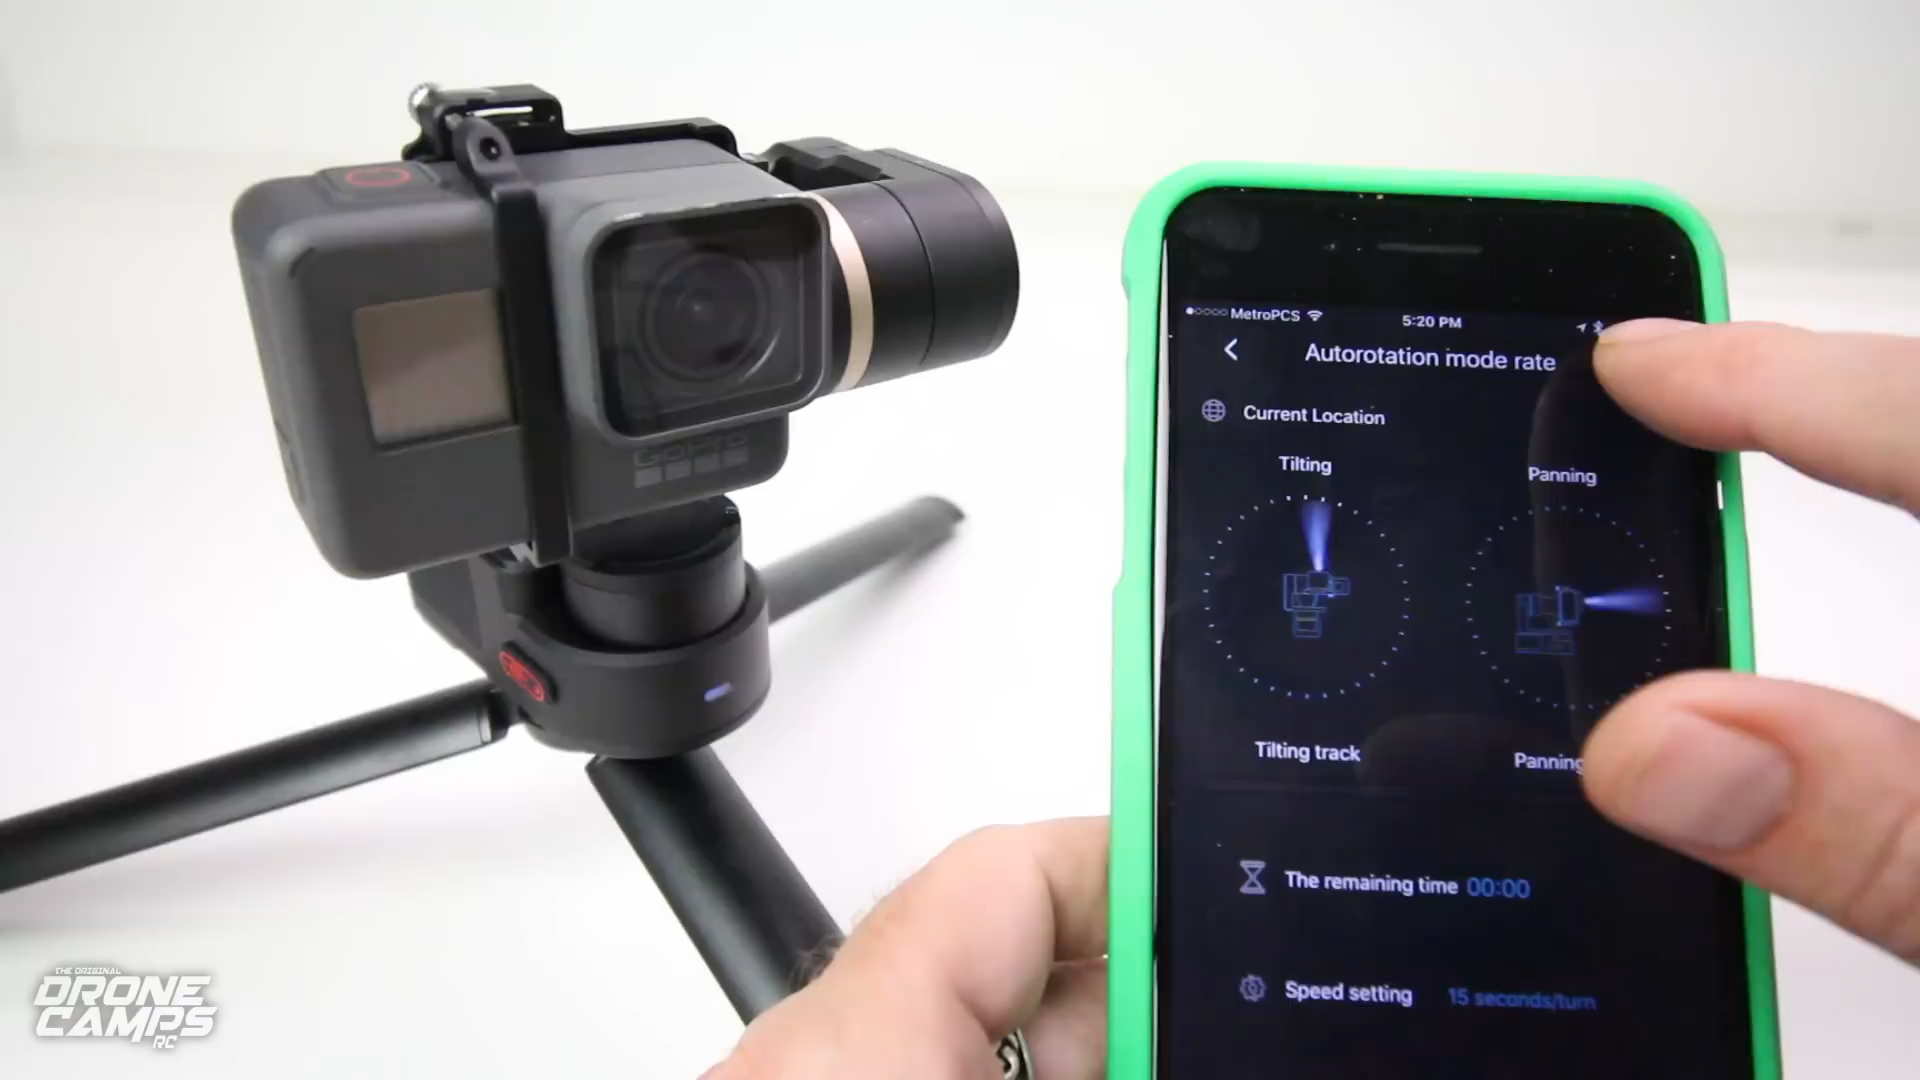 GoPro
MetroPCS
5:20 PM
Autorotation mode rate
Current Location
Tilting
Panning
Tilting track
Panning
The remaining time 00:00
Speed setting 15 seconds/turn
THE ORIGINAL
DRONE
CAMPS
RC